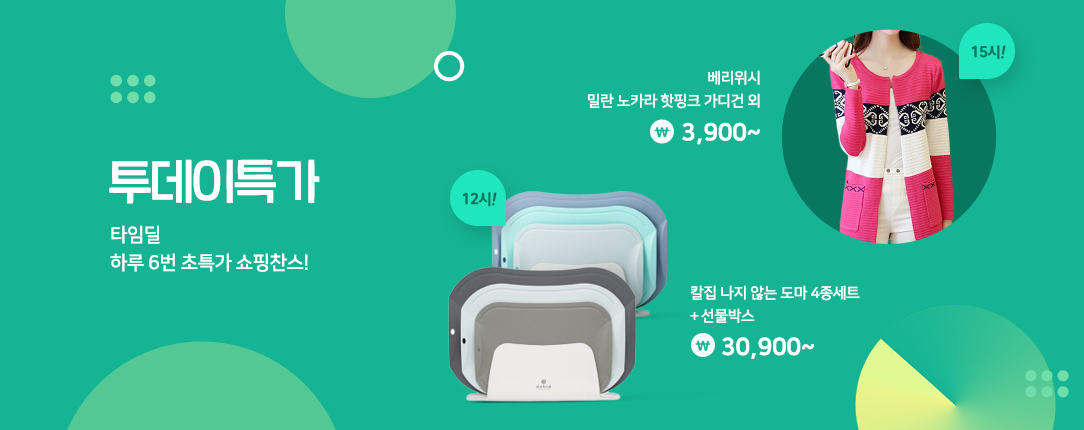 투데이특가
타임딜
하루 6번 초특가 쇼핑찬스!
15시!
베리위시
밀란 노카라 핫핑크 가디건 외
₩ 3,900~
12시!
칼집 나지 않는 도마 4종세트
+ 선물박스
₩ 30,900~